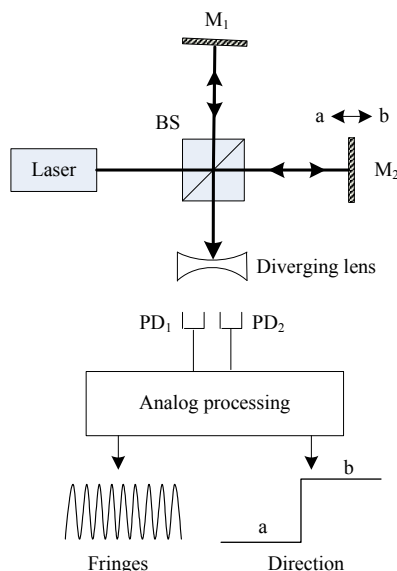 M1
a b
BS
Laser
M2
Diverging lens
PD1 PD2
Analog processing
b
a
Fringes Direction